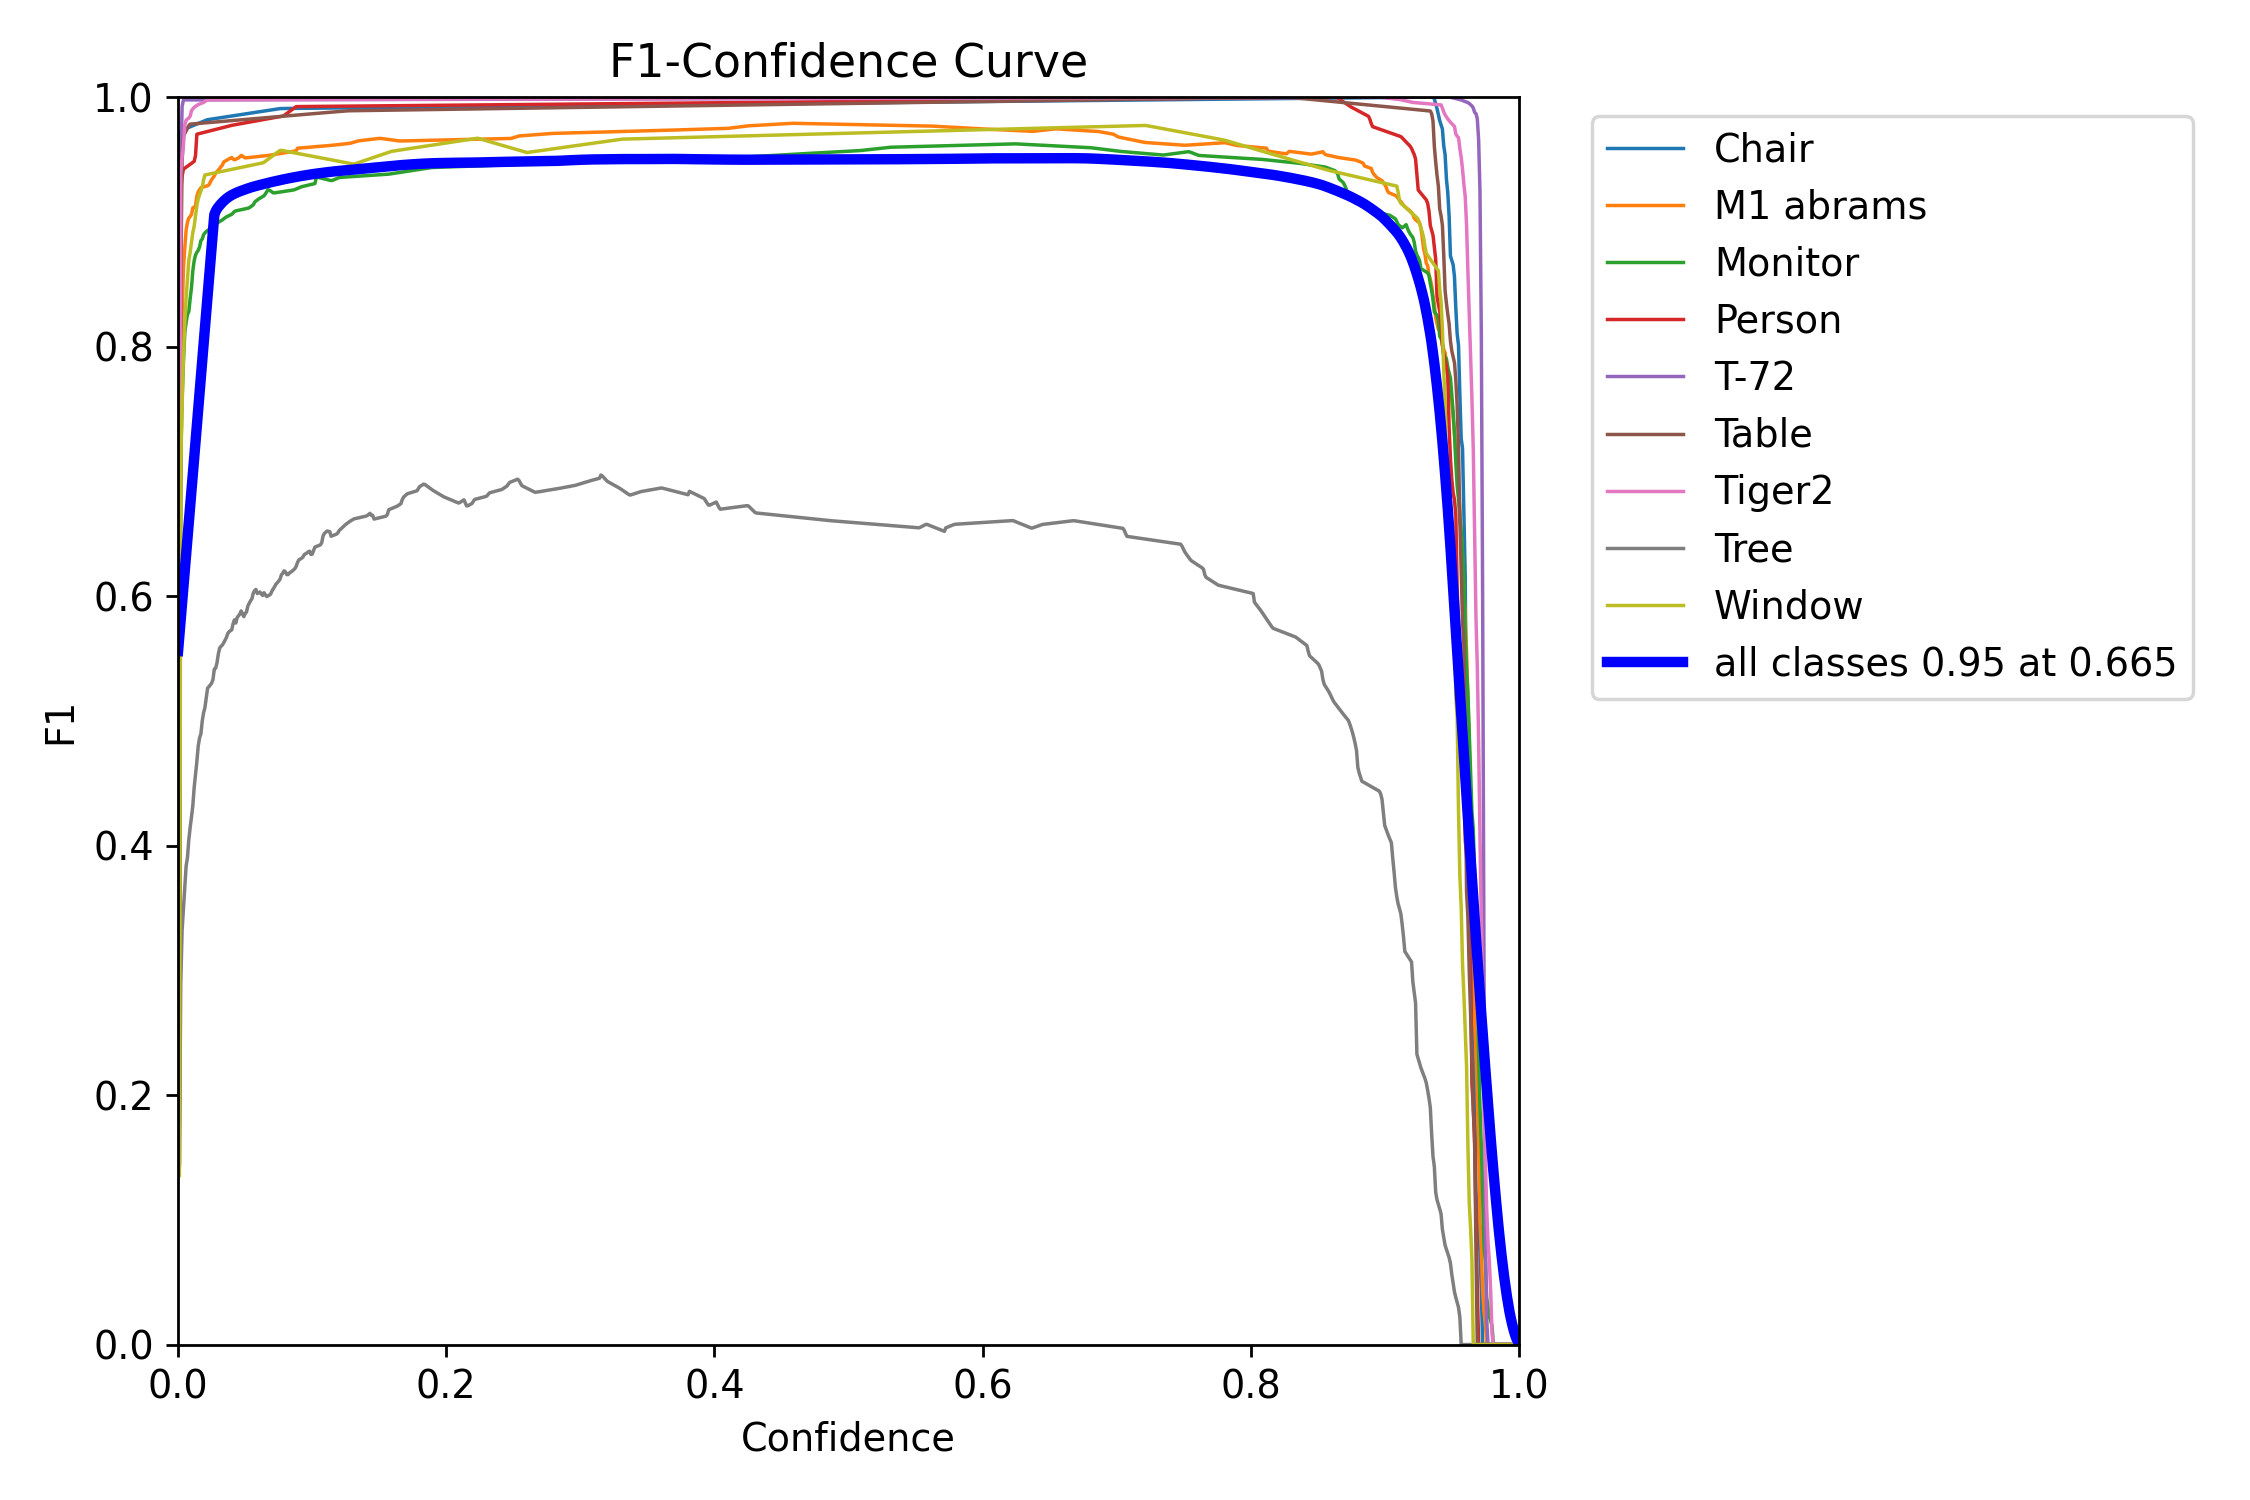 F1-Confidence Curve
1.0
0.8
0.6
0.4
0.2
0.0
F1
0.0 0.2 0.4 0.6 0.8 1.0
Confidence
Chair
M1 abrams
Monitor
Person
T-72
Table
Tiger2
Tree
Window
all classes 0.95 at 0.665